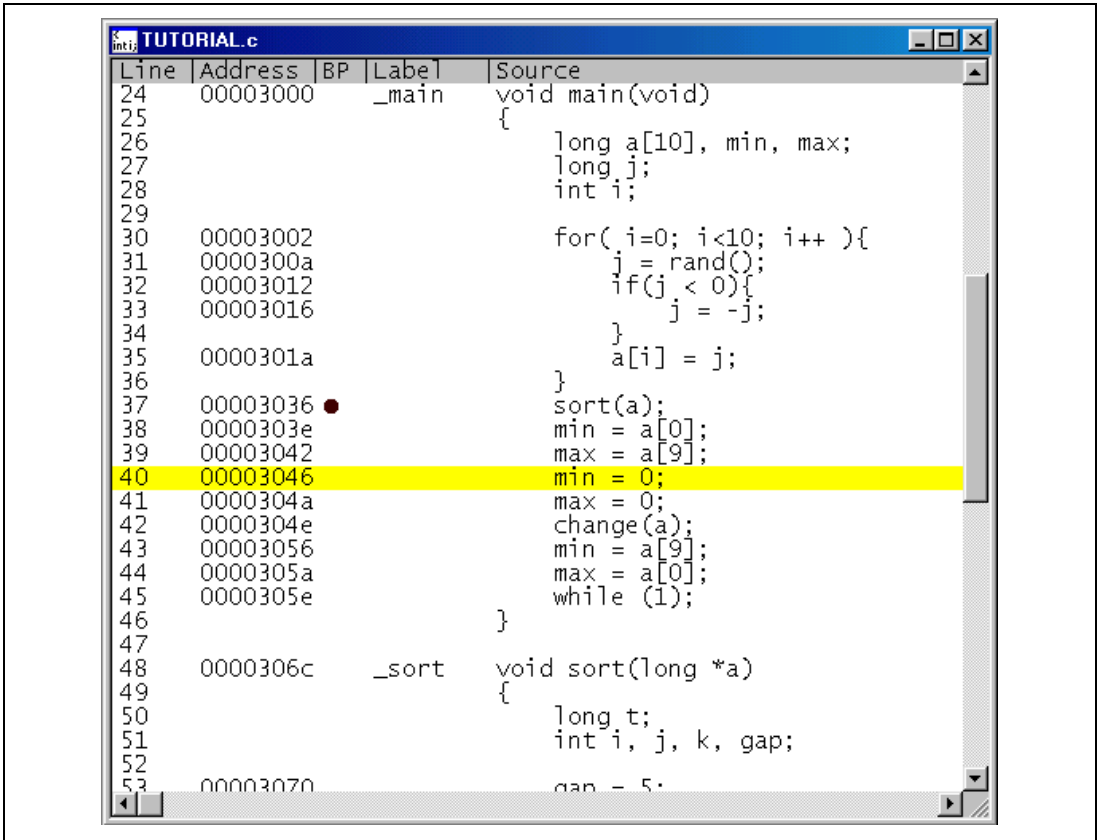 TUTORIAL.c
Line Address BP Label Source
24 00003000 _main void main(void)
25 {
26 long a[10], min, max;
27 long j;
28 int i;
29
30 00003002 for( i=0; i<10; i++ ){
31 0000300a j = rand();
32 00003012 if(j < 0){
33 00003016 j = -j;
34 }
35 0000301a a[i] = j;
36 }
37 00003036 sort(a);
38 0000303e min = a[0];
39 00003042 max = a[9];
40 00003046 min = 0;
41 0000304a max = 0;
42 0000304e change(a);
43 00003056 min = a[9];
44 0000305a max = a[0];
45 0000305e while (1);
46 }
47
48 0000306c _sort void sort(long *a)
49 {
50 long t;
51 int i, j, k, gap;
52
53 00003070 gap = 5;